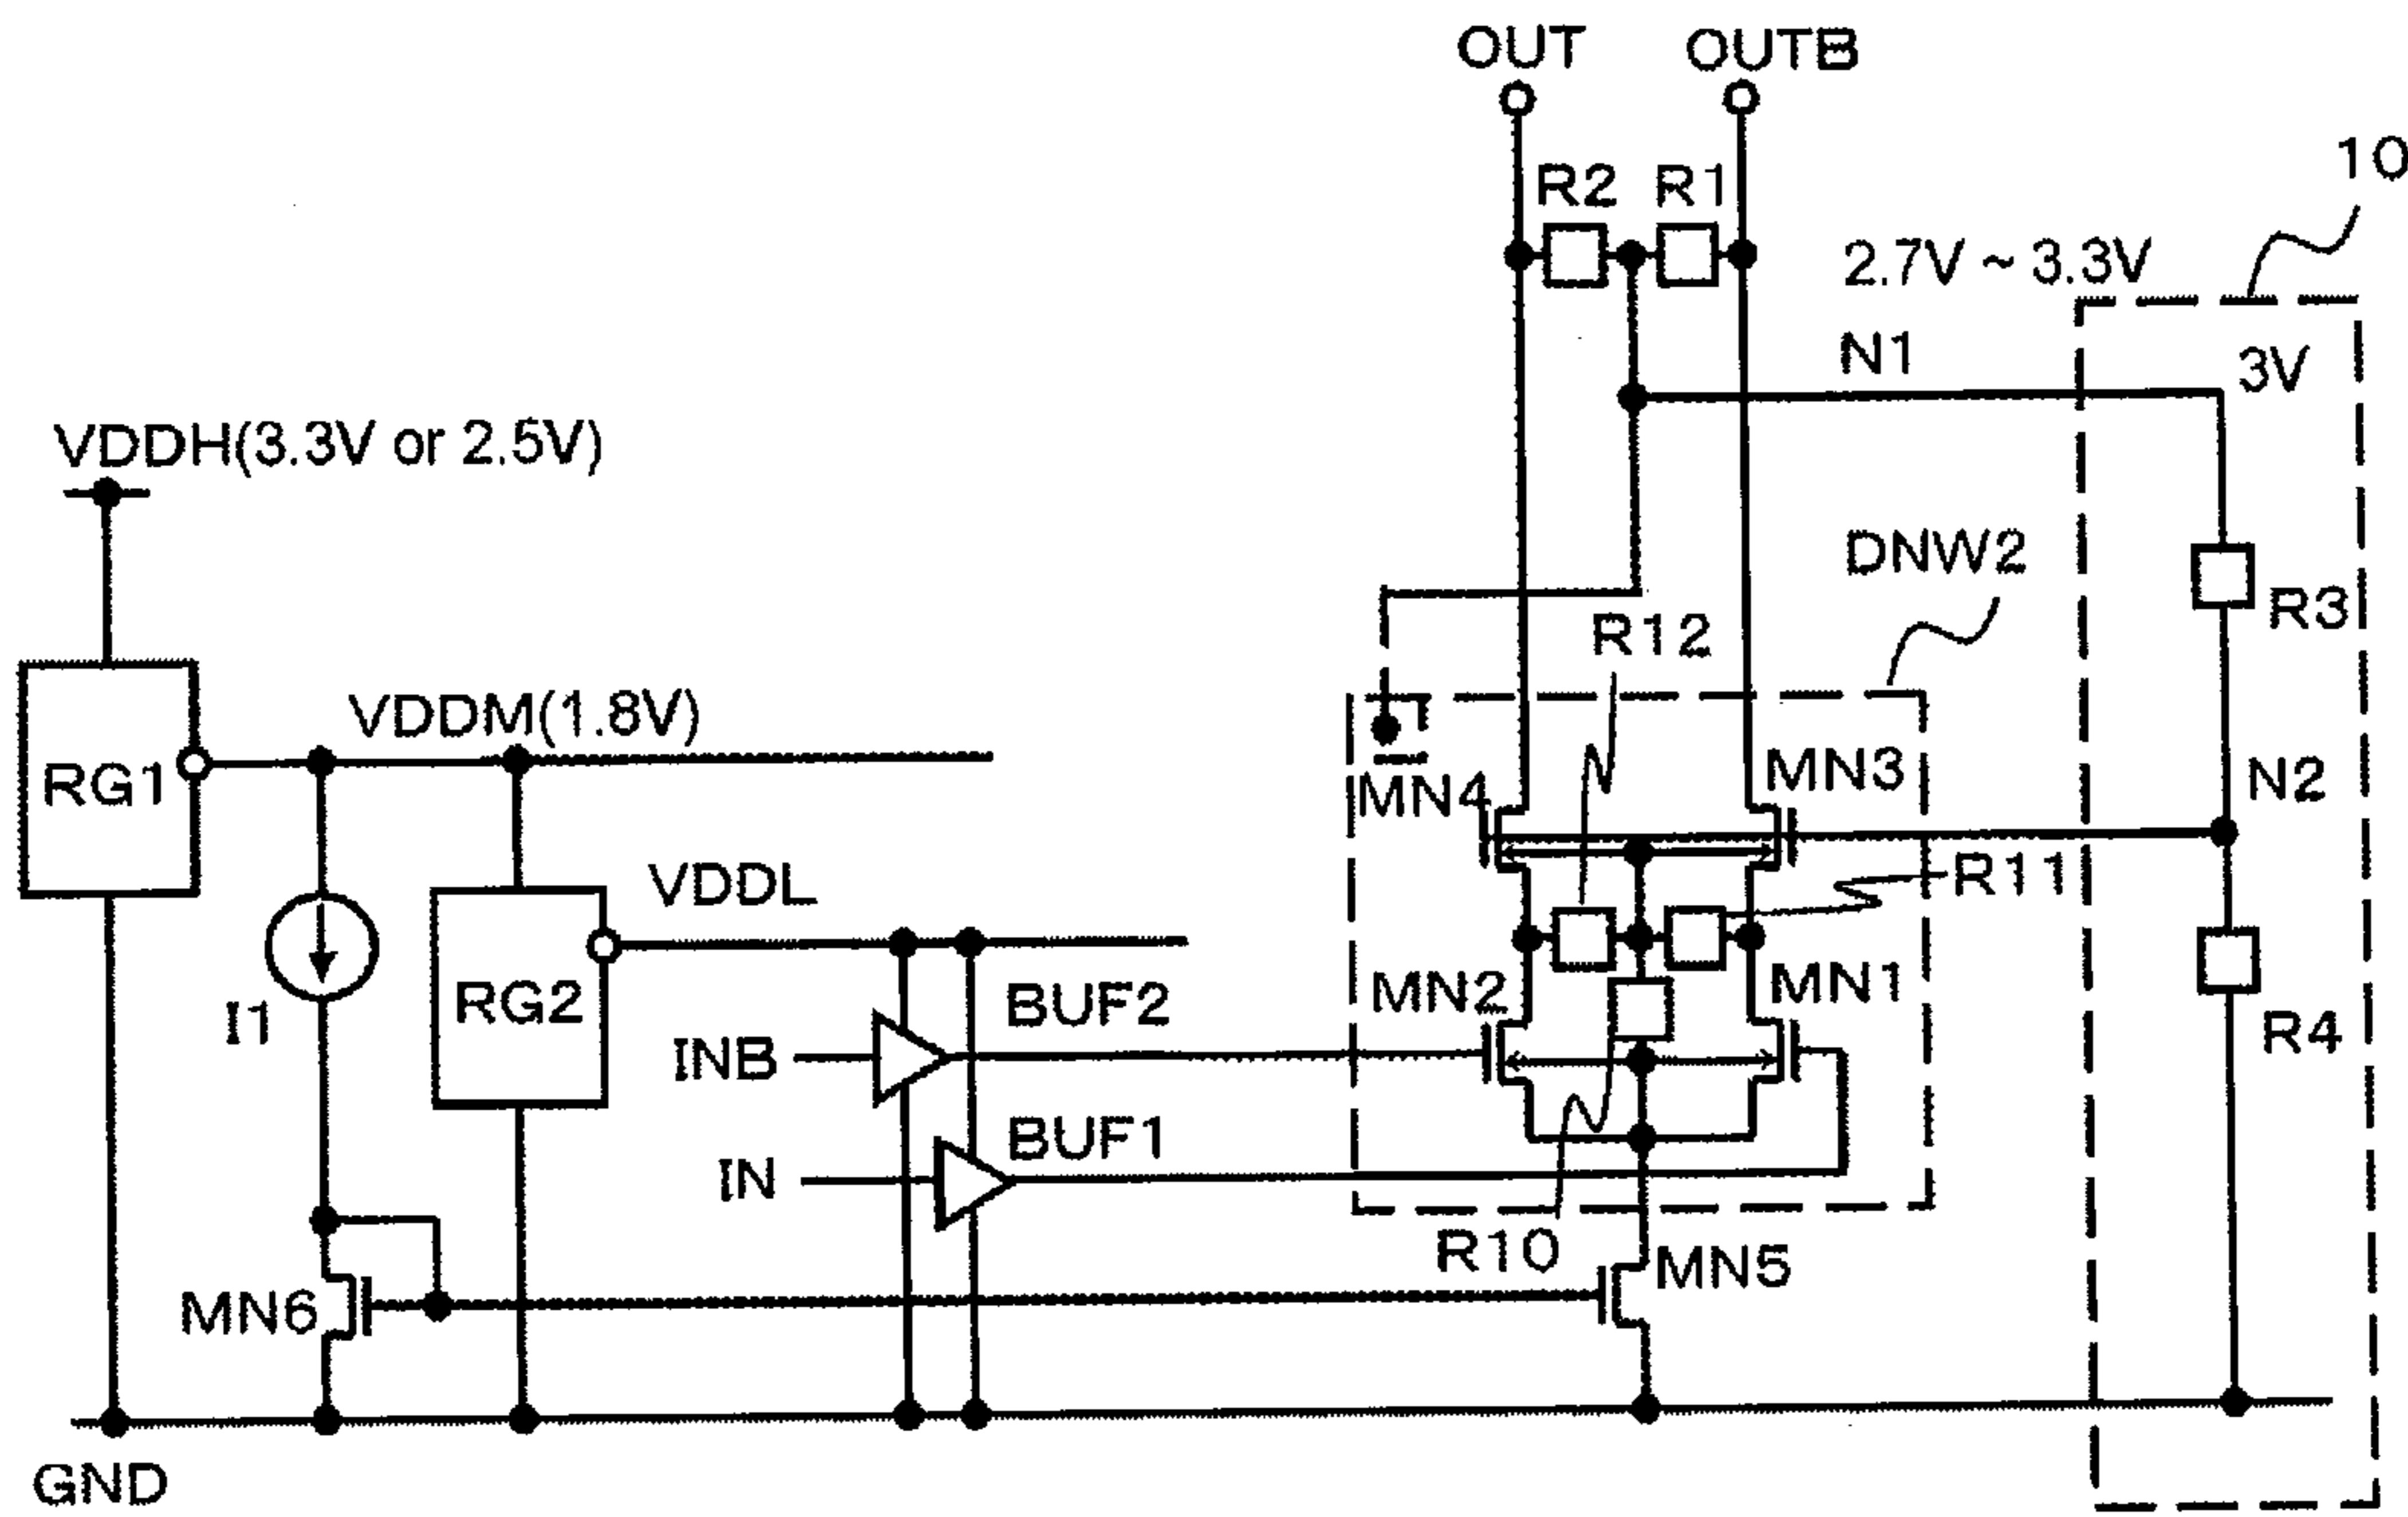 OUT
OUTB
10
R2
R1
2.7V ~ 3.3V
N1
3V
VDDH(3.3V or 2.5V)
DNW2
R3
R12
VDDM(1.8V)
RG1
MN4
MN3
N2
VDDL
R11
I1
RG2
BUF2
MN2
MN1
R4
INB
BUF1
IN
R10
MN5
MN6
GND